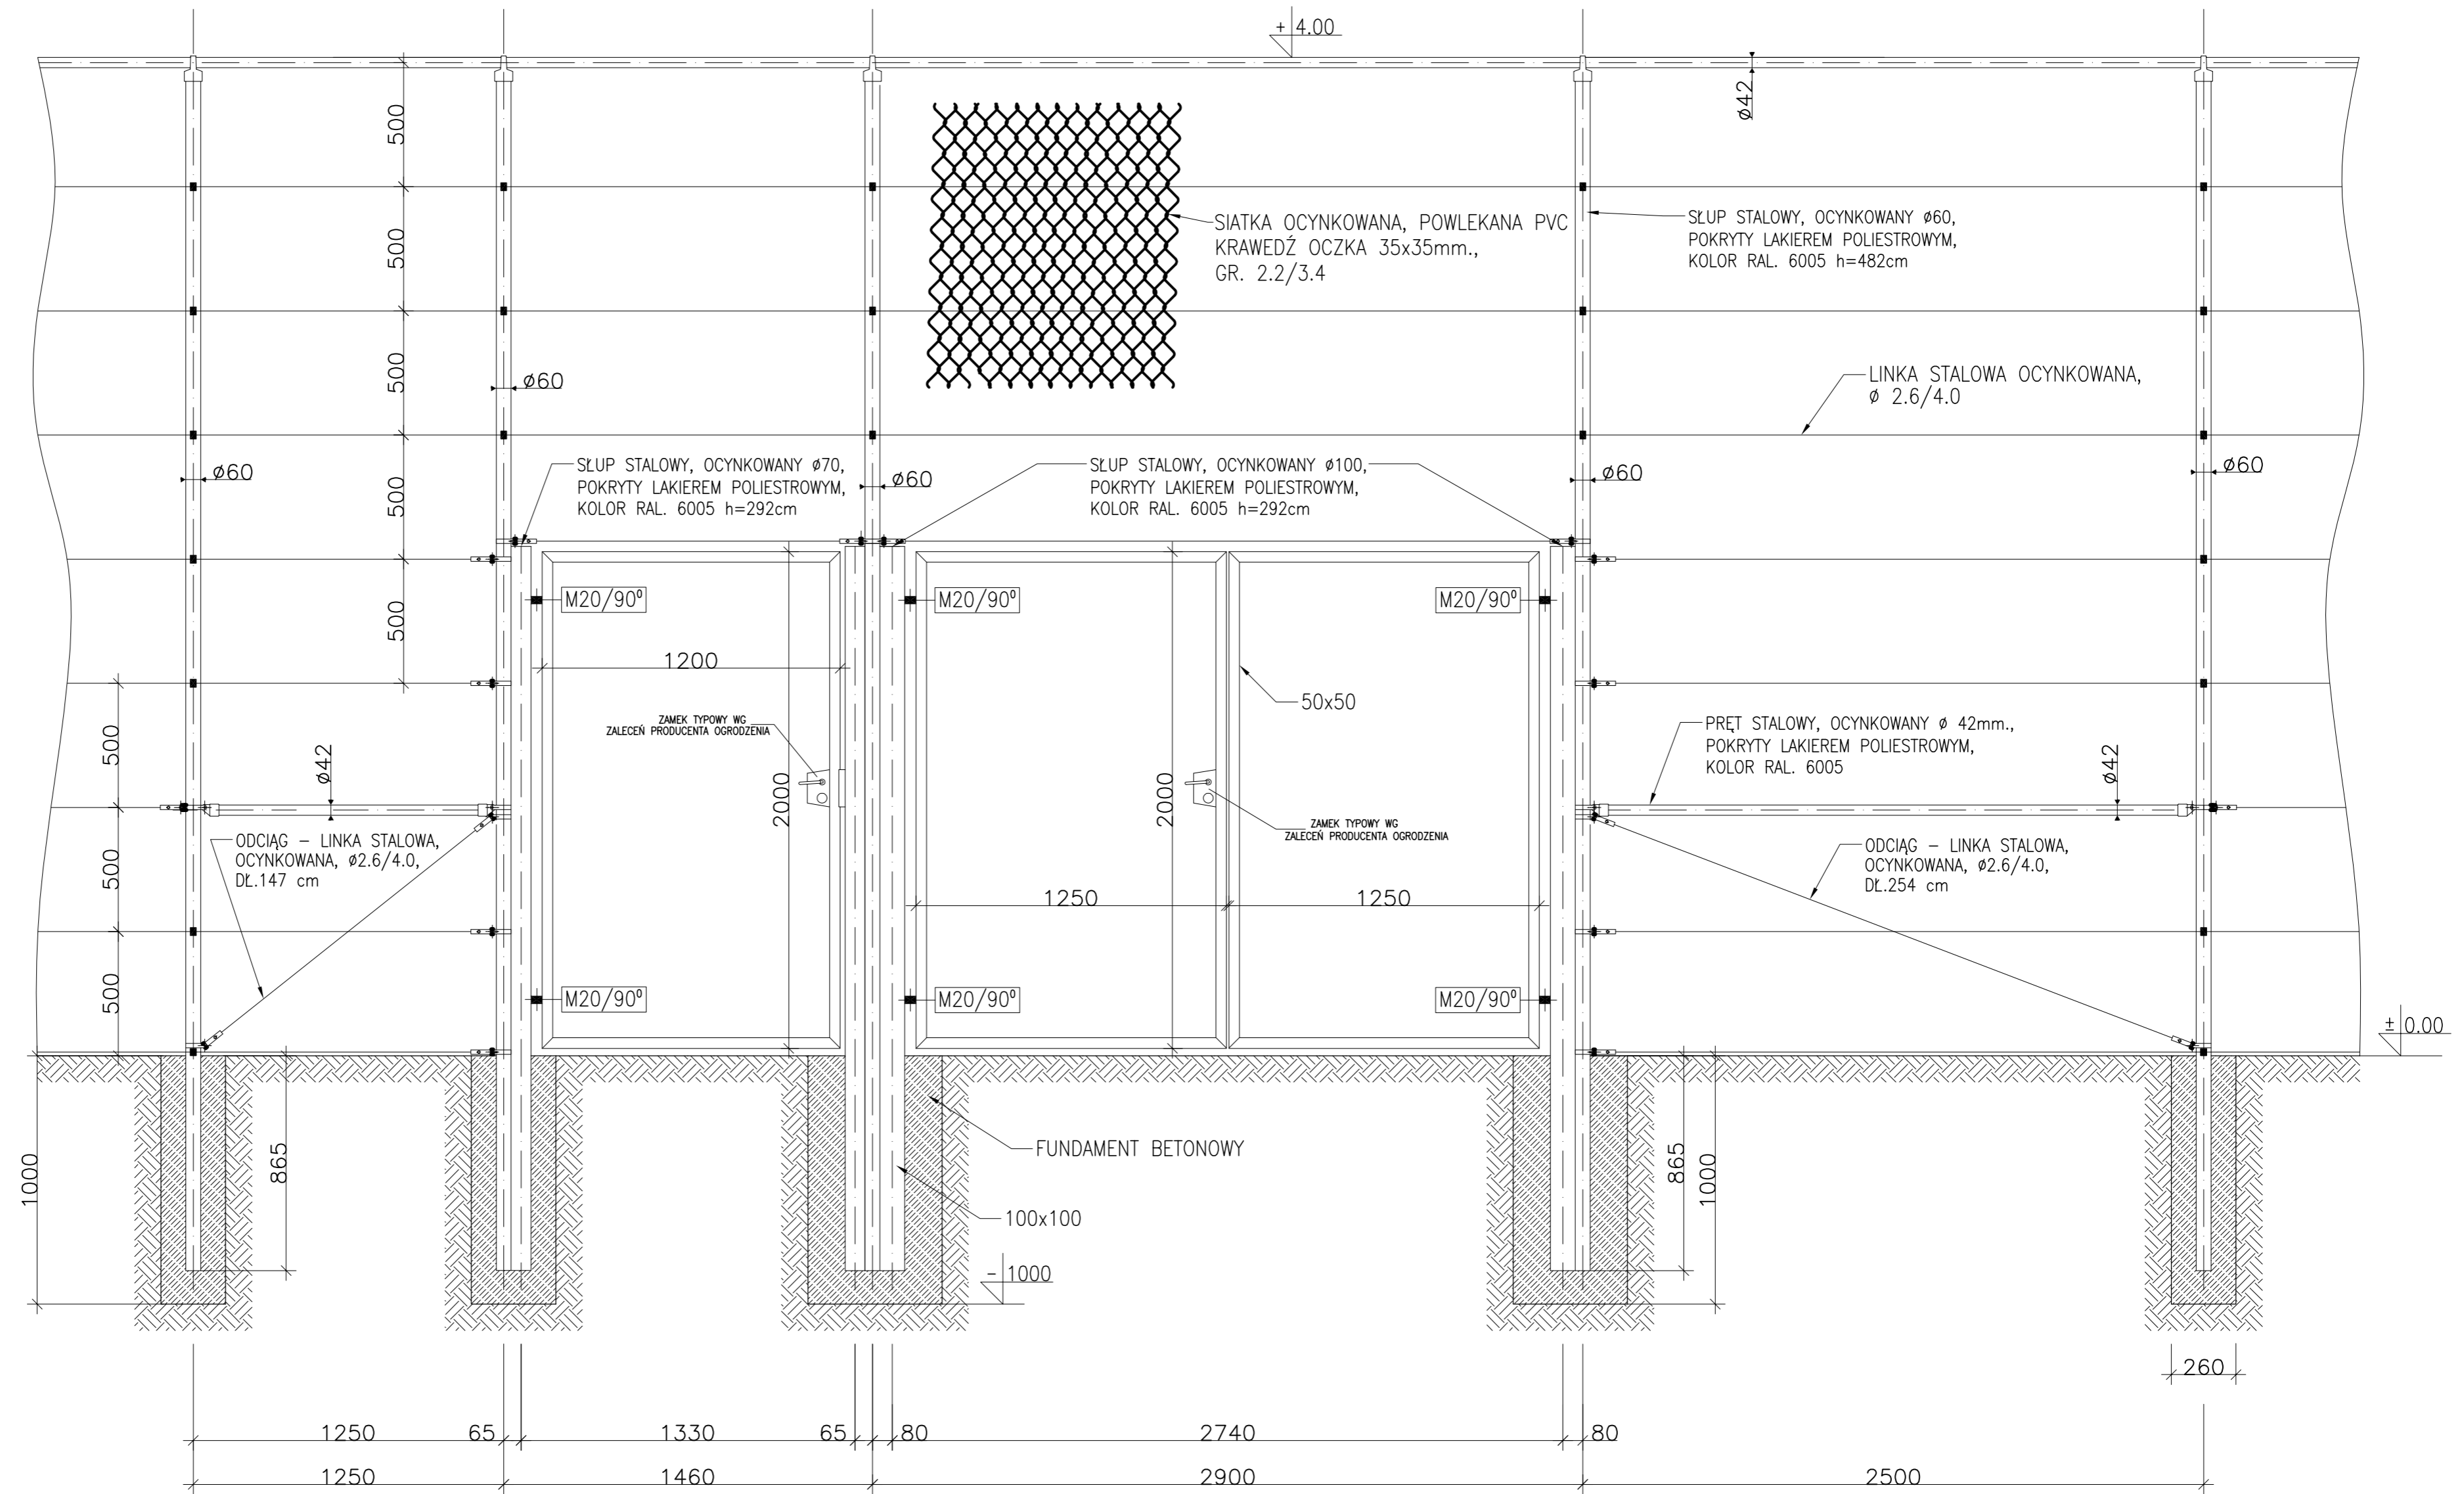 + 4.00
ø42
500
500
500
500
500
SIATKA OCYNKOWANA, POWLEKANA PVC
KRAWEDŹ OCZKA 35x35mm.,
GR. 2.2/3.4
SŁUP STALOWY, OCYNKOWANY ø60,
POKRYTY LAKIEREM POLIESTROWYM,
KOLOR RAL. 6005 h=482cm
LINKA STALOWA OCYNKOWANA,
ø 2.6/4.0
ø60
ø60
ø60
ø60
ø60
SŁUP STALOWY, OCYNKOWANY ø70,
POKRYTY LAKIEREM POLIESTROWYM,
KOLOR RAL. 6005 h=292cm
SŁUP STALOWY, OCYNKOWANY ø100,
POKRYTY LAKIEREM POLIESTROWYM,
KOLOR RAL. 6005 h=292cm
M20/90⁰
M20/90⁰
M20/90⁰
1200
50x50
ZAMEK TYPOWY WG
ZALECEŃ PRODUCENTA OGRODZENIA
2000
2000
ZAMEK TYPOWY WG
ZALECEŃ PRODUCENTA OGRODZENIA
PRĘT STALOWY, OCYNKOWANY ø 42mm.,
POKRYTY LAKIEREM POLIESTROWYM,
KOLOR RAL. 6005
ø42
ø42
500
500
500
ODCIĄG – LINKA STALOWA,
OCYNKOWANA, ø2.6/4.0,
DŁ.147 cm
ODCIĄG – LINKA STALOWA,
OCYNKOWANA, ø2.6/4.0,
DŁ.254 cm
1250
1250
M20/90⁰
M20/90⁰
M20/90⁰
± 0.00
1000
865
FUNDAMENT BETONOWY
100x100
- 1000
865
1000
260
1250
65
1330
65
80
2740
80
1250
1460
2900
2500